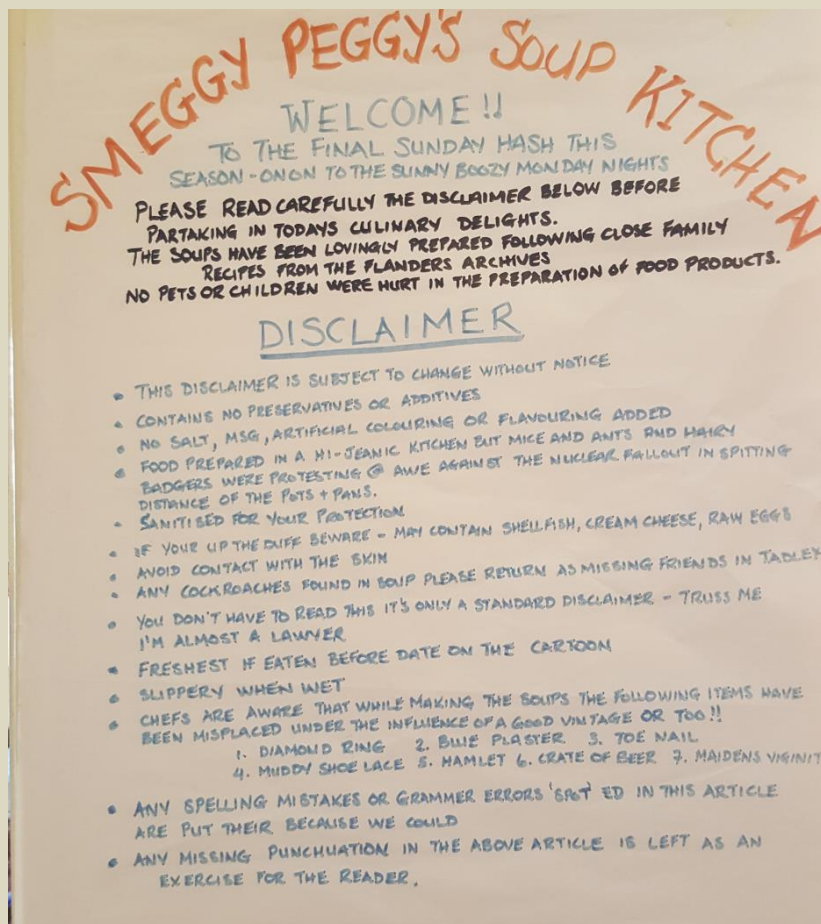 SMEGGY PEGGY'S SOUP KITCHEN
WELCOME!!
TO THE FINAL SUNDAY HASH THIS
SEASON - ONON TO THE SUNNY BOOZY MONDAY NIGHTS
PLEASE READ CAREFULLY THE DISCLAIMER BELOW BEFORE
PARTAKING IN TODAYS CULINARY DELIGHTS.
THE SOUPS HAVE BEEN LOVINGLY PREPARED FOLLOWING CLOSE FAMILY
RECIPES FROM THE FLANDERS ARCHIVES
NO PETS OR CHILDREN WERE HURT IN THE PREPARATION OF FOOD PRODUCTS.
DISCLAIMER
• THIS DISCLAIMER IS SUBJECT TO CHANGE WITHOUT NOTICE
• CONTAINS NO PRESERVATIVES OR ADDITIVES
• NO SALT, MSG, ARTIFICIAL COLOURING OR FLAVOURING ADDED
• FOOD PREPARED IN A HI-JEANIC KITCHEN BUT MICE AND ANTS AND HAIRY
BADGERS WERE PROTESTING @ AWE AGAINST THE NUCLEAR FALLOUT IN SPITTING
DISTANCE OF THE POTS + PANS.
• SANITISED FOR YOUR PROTECTION
• IF YOUR UP THE DUFF BEWARE - MAY CONTAIN SHELLFISH, CREAM CHEESE, RAW EGGS
• AVOID CONTACT WITH THE SKIN
• ANY COCKROACHES FOUND IN SOUP PLEASE RETURN AS MISSING FRIENDS IN TADLEY
• YOU DON'T HAVE TO READ THIS IT'S ONLY A STANDARD DISCLAIMER - TRUSS ME
I'M ALMOST A LAWYER
• FRESHEST IF EATEN BEFORE DATE ON THE CARTOON
• SLIPPERY WHEN WET
• CHEFS ARE AWARE THAT WHILE MAKING THE SOUPS THE FOLLOWING ITEMS HAVE
BEEN MISPLACED UNDER THE INFLUENCE OF A GOOD VINTAGE OR TOO!!
1. DIAMOND RING 2. BLUE PLASTER 3. TOE NAIL
4. MUDDY SHOE LACE 5. HAMLET 6. CRATE OF BEER 7. MAIDENS VIGINIT
• ANY SPELLING MISTAKES OR GRAMMER ERRORS 'SPOT' ED IN THIS ARTICLE
ARE PUT THEIR BECAUSE WE COULD
• ANY MISSING PUNCHUATION IN THE ABOVE ARTICLE IS LEFT AS AN
EXERCISE FOR THE READER.